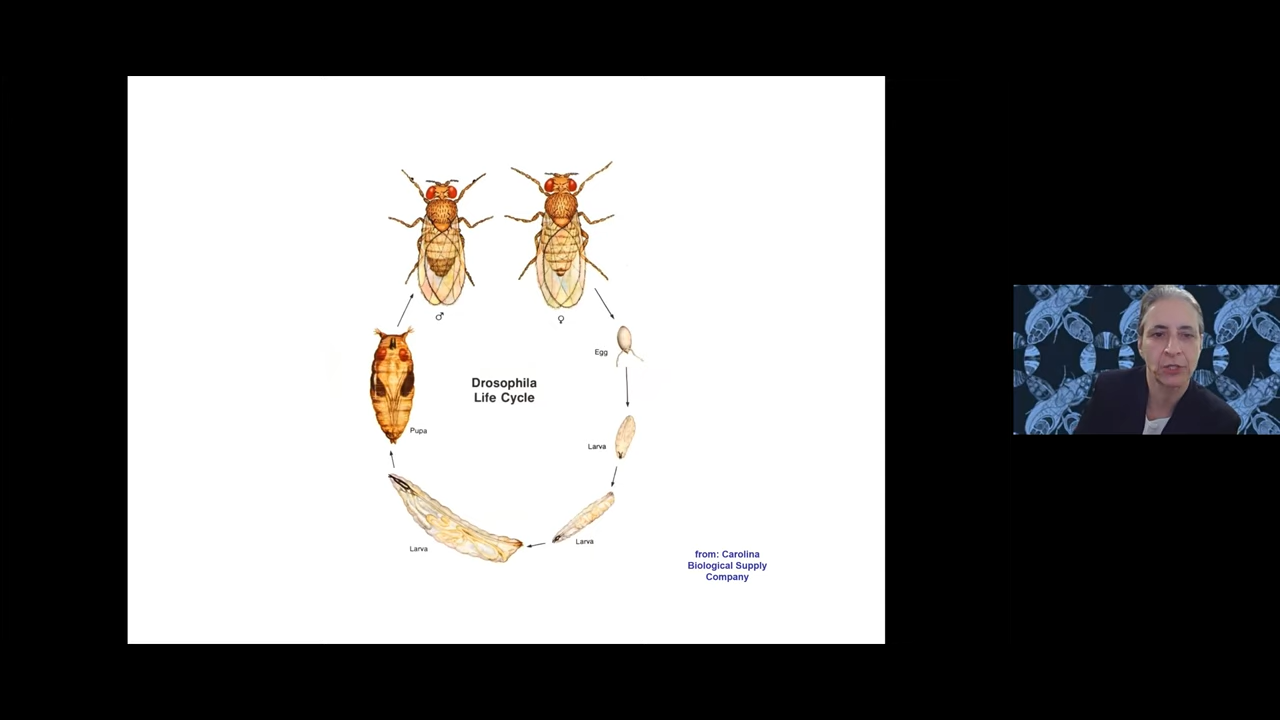 ♂
♀
Egg
Drosophila
Life Cycle
Pupa
Larva
Larva
Larva
from: Carolina
Biological Supply
Company